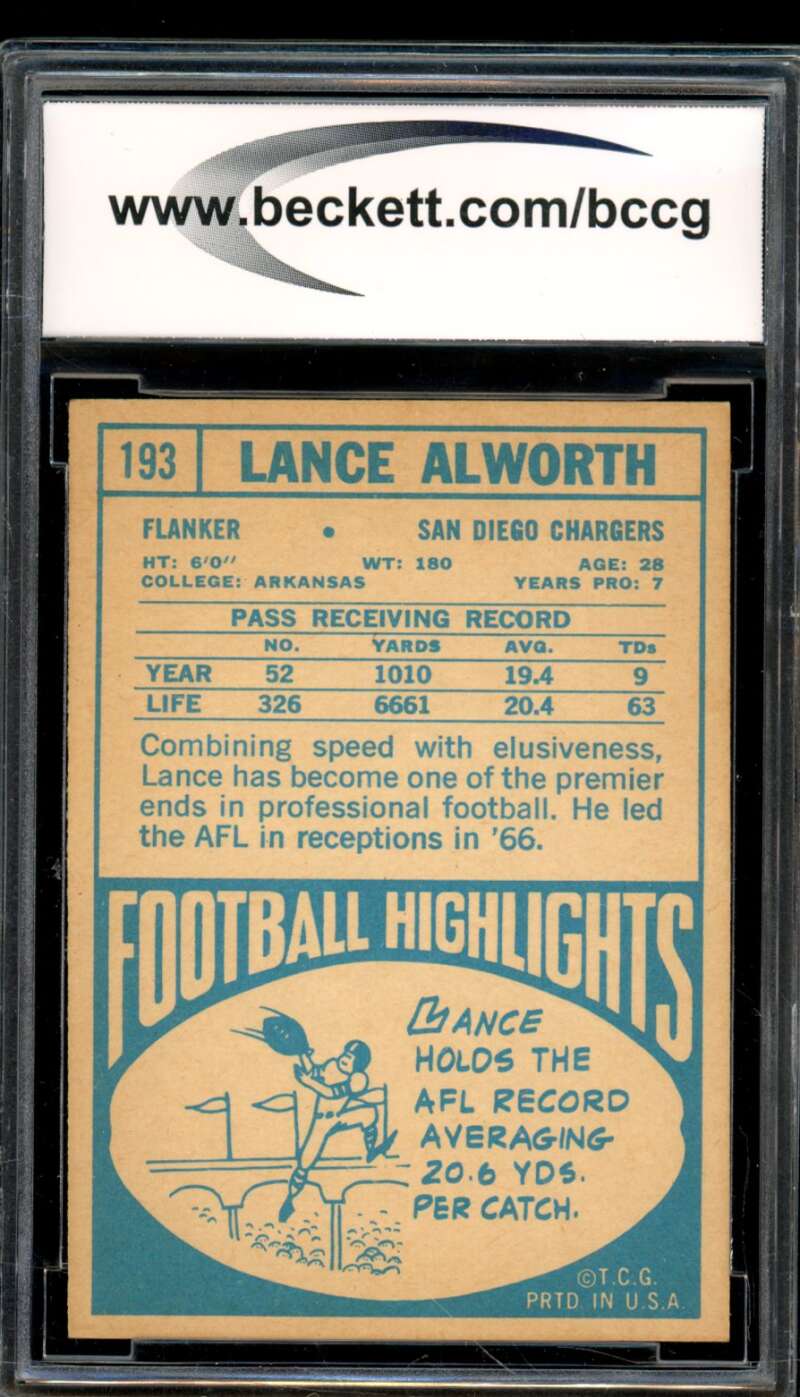 www.beckett.com/bccg
193 LANCE ALWORTH
FLANKER • SAN DIEGO CHARGERS
HT: 6'0'' WT: 180 AGE: 28
COLLEGE: ARKANSAS YEARS PRO: 7
PASS RECEIVING RECORD
NO. YARDS AVG. TDs
YEAR 52 1010 19.4 9
LIFE 326 6661 20.4 63
Combining speed with elusiveness,
Lance has become one of the premier
ends in professional football. He led
the AFL in receptions in '66.
FOOTBALL HIGHLIGHTS
LANCE
HOLDS THE
AFL RECORD
AVERAGING
20.6 YDS.
PER CATCH.
©T.C.G.
PRTD. IN U.S.A.